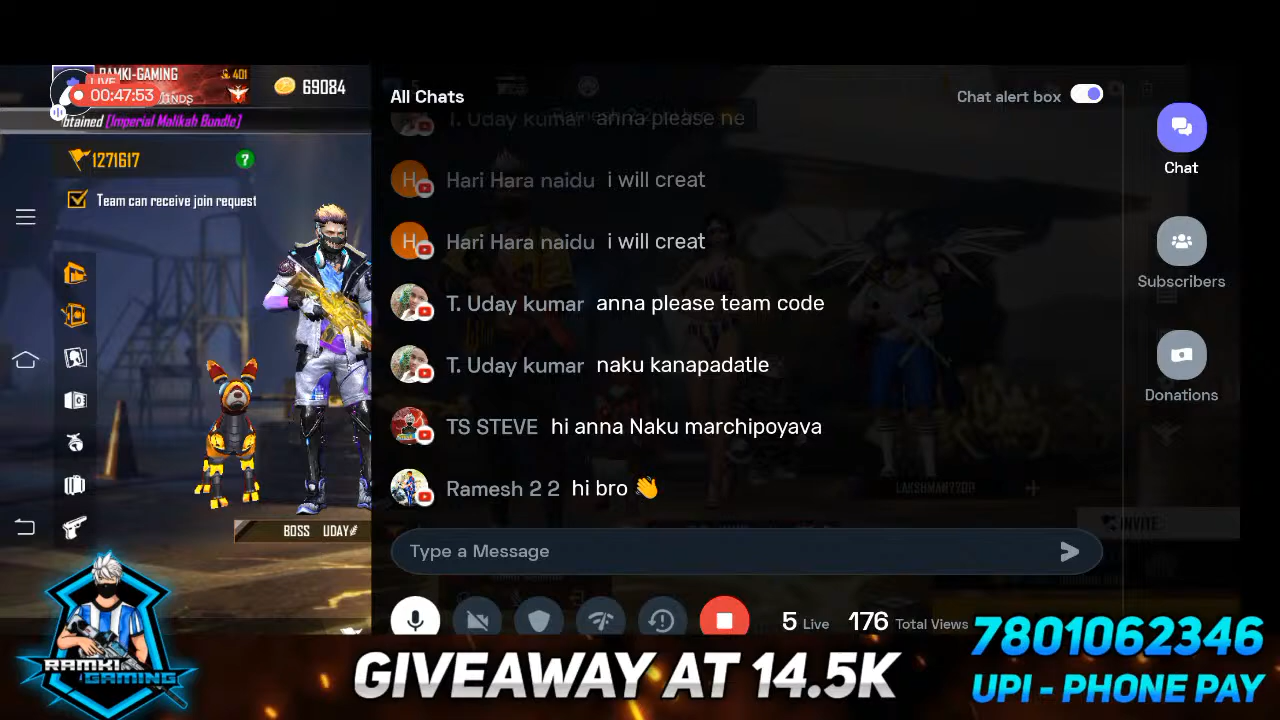 RAMKI-GAMING
401
69084
LIVE
00:47:53
btained [Imperial Malikah Bundle]
1271617
?
Team can receive join request
BOSS UDAY
All Chats
Chat alert box
T. Uday kumar anna please
H Hari Hara naidu i will creat
H Hari Hara naidu i will creat
T. Uday kumar anna please team code
T. Uday kumar naku kanapadatle
TS STEVE hi anna Naku marchipoyava
Ramesh 2 2 hi bro 👋
Type a Message
5 Live 176 Total Views
Chat
Subscribers
Donations
INVITE
RAMKI
GAMING
GIVEAWAY AT 14.5K
7801062346
UPI - PHONE PAY